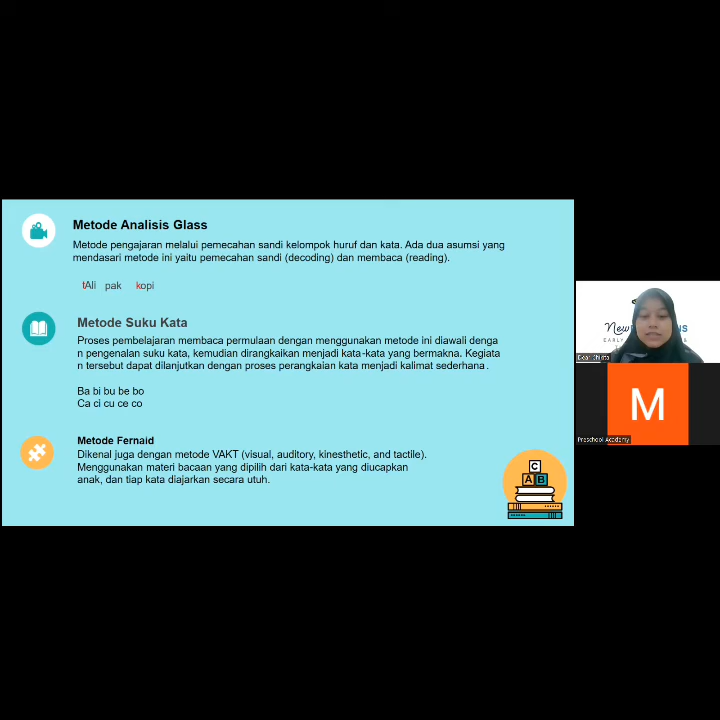 Metode Analisis Glass
Metode pengajaran melalui pemecahan sandi kelompok huruf dan kata. Ada dua asumsi yang
mendasari metode ini yaitu pemecahan sandi (decoding) dan membaca (reading).
tAli pak kopi
Metode Suku Kata
Proses pembelajaran membaca permulaan dengan menggunakan metode ini diawali denga
n pengenalan suku kata, kemudian dirangkaikan menjadi kata-kata yang bermakna. Kegiata
n tersebut dapat dilanjutkan dengan proses perangkaian kata menjadi kalimat sederhana.
Ba bi bu be bo
Ca ci cu ce co
Metode Fernaid
Dikenal juga dengan metode VAKT (visual, auditory, kinesthetic, and tactile).
Menggunakan materi bacaan yang dipilih dari kata-kata yang diucapkan
anak, dan tiap kata diajarkan secara utuh.
C
A B
New
EARLY
M
Preschool Academy